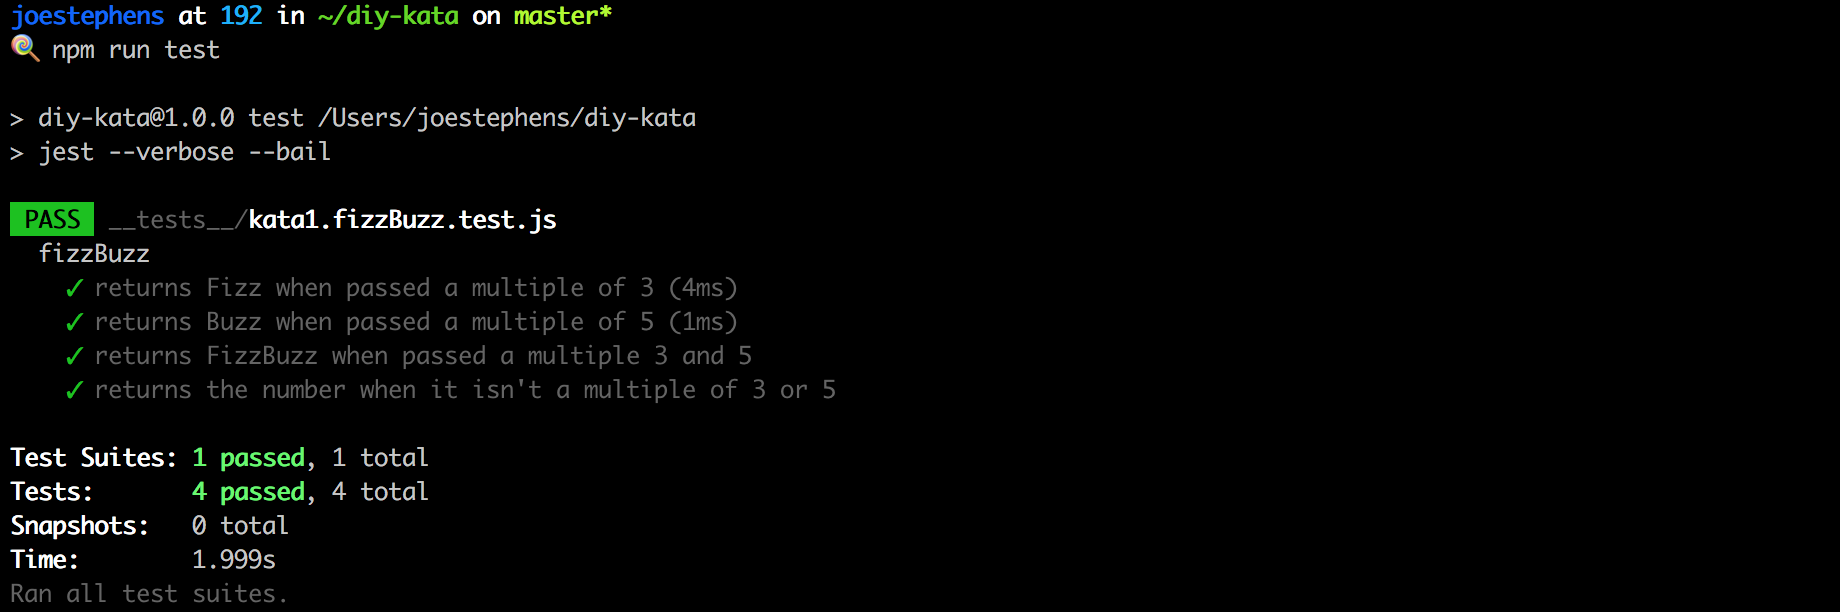 joestephens at 192 in ~/diy-kata on master*
🍭 npm run test
> diy-kata@1.0.0 test /Users/joestephens/diy-kata
> jest --verbose --bail
PASS __tests__/kata1.fizzBuzz.test.js
fizzBuzz
✓ returns Fizz when passed a multiple of 3 (4ms)
✓ returns Buzz when passed a multiple of 5 (1ms)
✓ returns FizzBuzz when passed a multiple 3 and 5
✓ returns the number when it isn't a multiple of 3 or 5
Test Suites: 1 passed, 1 total
Tests: 4 passed, 4 total
Snapshots: 0 total
Time: 1.999s
Ran all test suites.